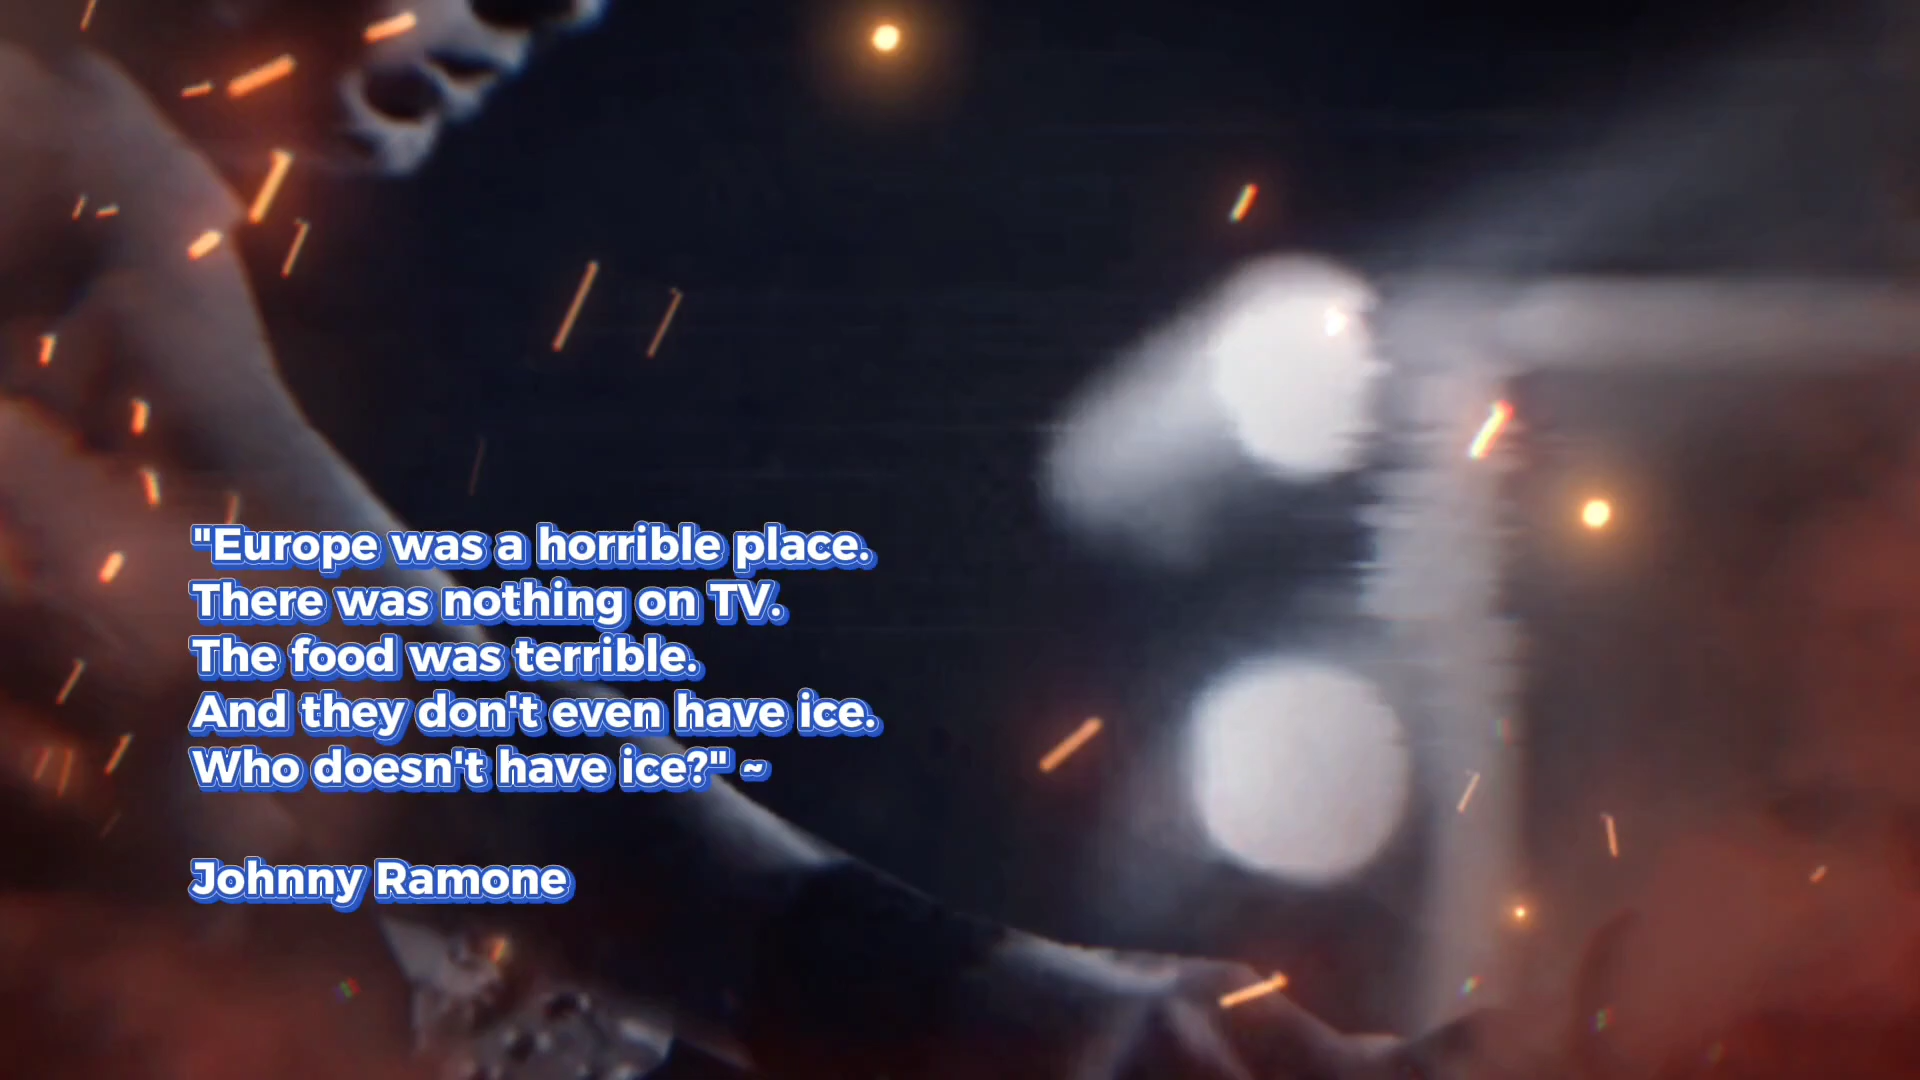 "Europe was a horrible place.
There was nothing on TV.
The food was terrible.
And they don't even have ice.
Who doesn't have ice?" ~
Johnny Ramone